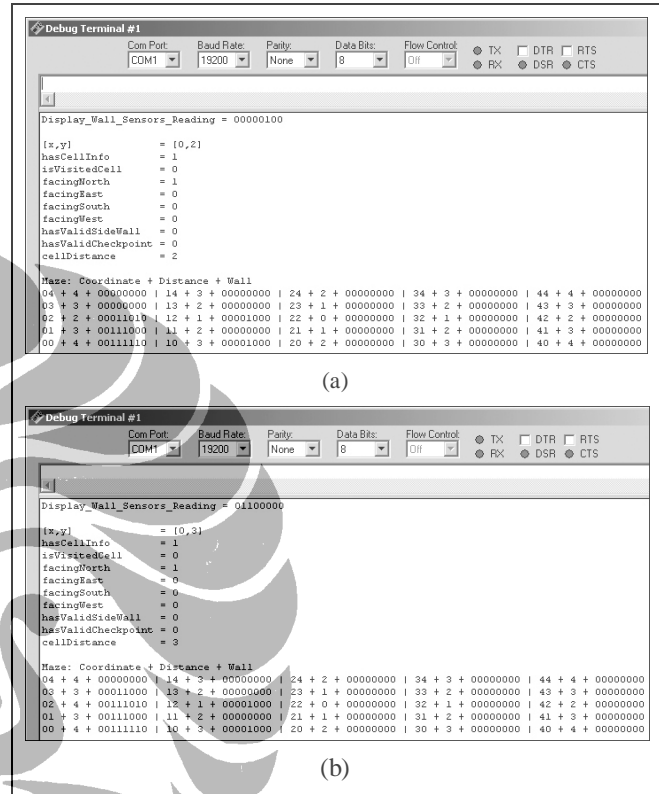 Debug Terminal #1
Com Port: Baud Rate: Parity: Data Bits: Flow Control:
COM1 19200 None 8 Off TX DTR RTS
RX DSR CTS
Display_Wall_Sensors_Reading = 00000100
[x,y] = [0,2]
hasCellInfo = 1
isVisitedCell = 0
facingNorth = 1
facingEast = 0
facingSouth = 0
facingWest = 0
hasValidSideWall = 0
hasValidCheckpoint = 0
cellDistance = 2
Maze: Coordinate + Distance + Wall
04 + 4 + 00000000 | 14 + 3 + 00000000 | 24 + 2 + 00000000 | 34 + 3 + 00000000 | 44 + 4 + 00000000
03 + 3 + 00000000 | 13 + 2 + 00000000 | 23 + 1 + 00000000 | 33 + 2 + 00000000 | 43 + 3 + 00000000
02 + 2 + 00011010 | 12 + 1 + 00001000 | 22 + 0 + 00000000 | 32 + 1 + 00000000 | 42 + 2 + 00000000
01 + 3 + 00111000 | 11 + 2 + 00000000 | 21 + 1 + 00000000 | 31 + 2 + 00000000 | 41 + 3 + 00000000
00 + 4 + 00111110 | 10 + 3 + 00001000 | 20 + 2 + 00000000 | 30 + 3 + 00000000 | 40 + 4 + 00000000
(a)
Debug Terminal #1
Com Port: Baud Rate: Parity: Data Bits: Flow Control:
COM1 19200 None 8 Off TX DTR RTS
RX DSR CTS
Display_Wall_Sensors_Reading = 01100000
[x,y] = [0,3]
hasCellInfo = 1
isVisitedCell = 0
facingNorth = 1
facingEast = 0
facingSouth = 0
facingWest = 0
hasValidSideWall = 0
hasValidCheckpoint = 0
cellDistance = 3
Maze: Coordinate + Distance + Wall
04 + 4 + 00000000 | 14 + 3 + 00000000 | 24 + 2 + 00000000 | 34 + 3 + 00000000 | 44 + 4 + 00000000
03 + 3 + 00011000 | 13 + 2 + 00000000 | 23 + 1 + 00000000 | 33 + 2 + 00000000 | 43 + 3 + 00000000
02 + 4 + 00111010 | 12 + 1 + 00001000 | 22 + 0 + 00000000 | 32 + 1 + 00000000 | 42 + 2 + 00000000
01 + 3 + 00111000 | 11 + 2 + 00000000 | 21 + 1 + 00000000 | 31 + 2 + 00000000 | 41 + 3 + 00000000
00 + 4 + 00111110 | 10 + 3 + 00001000 | 20 + 2 + 00000000 | 30 + 3 + 00000000 | 40 + 4 + 00000000
(b)